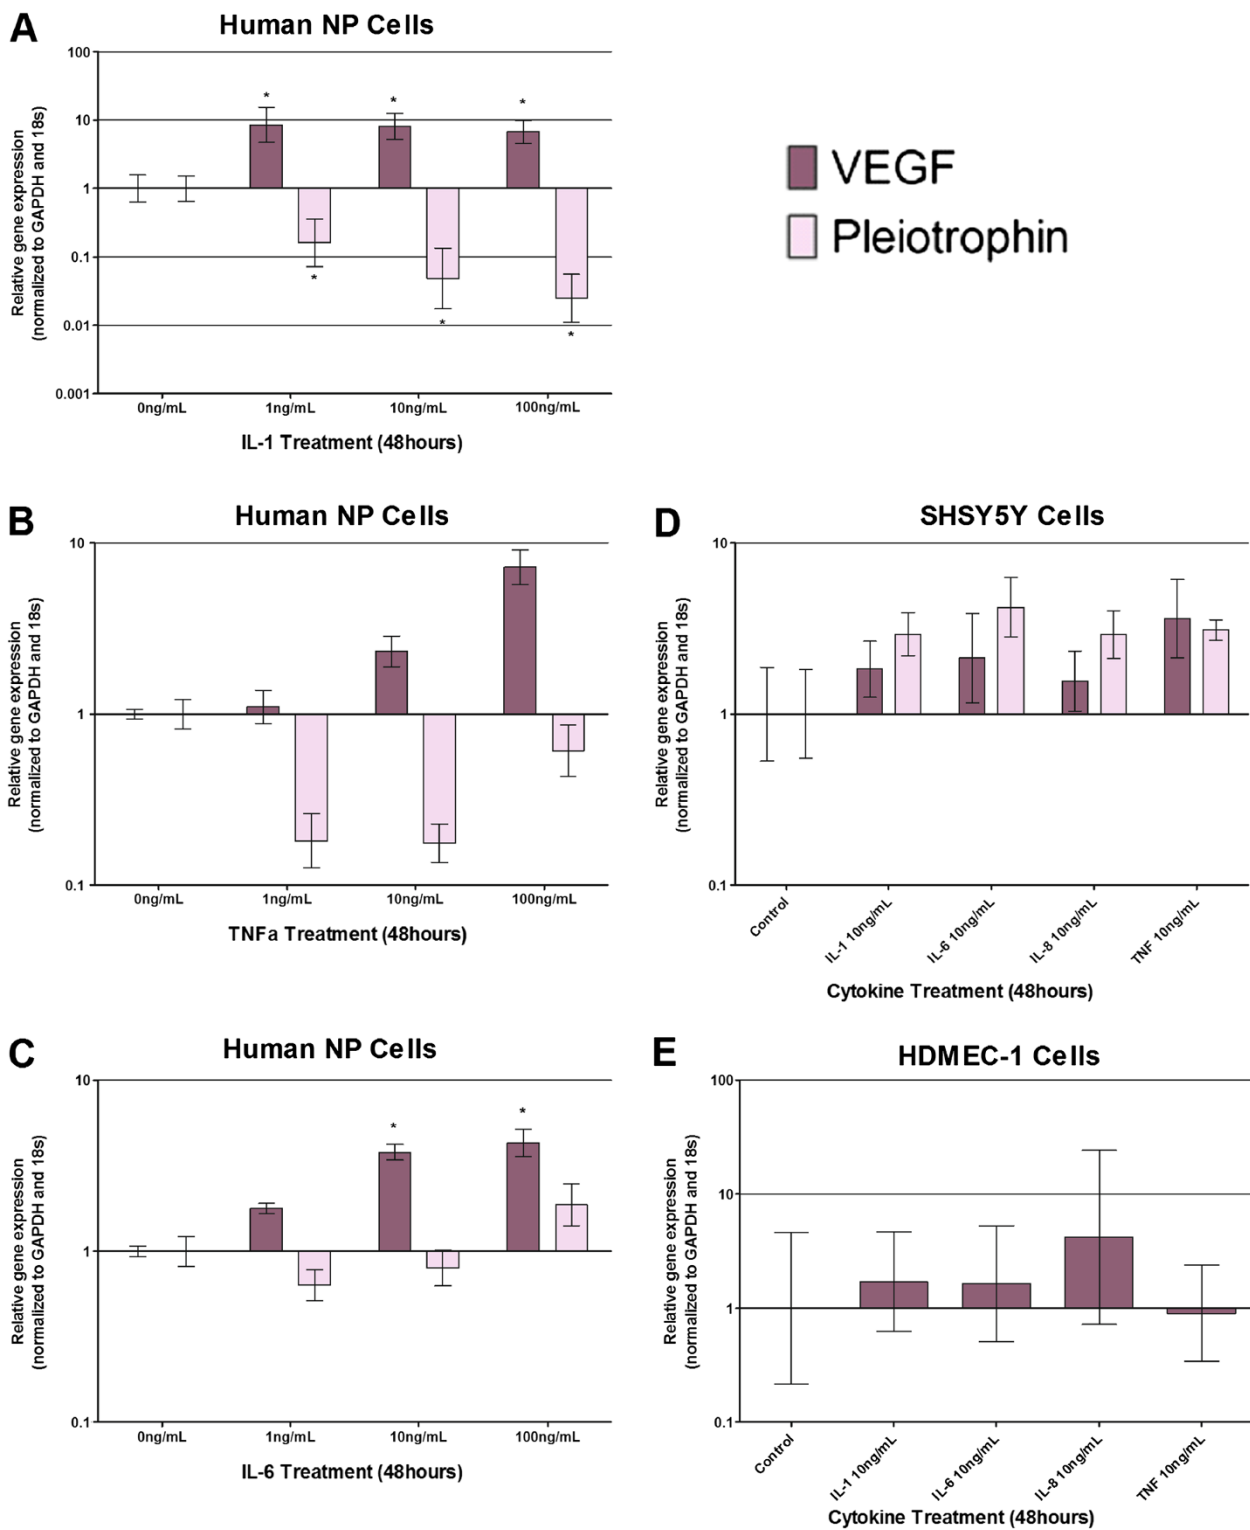 A
Human NP Cells
Relative gene expression
(normalized to GAPDH and 18s)
100
10
1
0.1
0.01
0.001
* * *
* * *
0ng/mL 1ng/mL 10ng/mL 100ng/mL
IL-1 Treatment (48hours)
VEGF
Pleiotrophin
B
Human NP Cells
Relative gene expression
(normalized to GAPDH and 18s)
10
1
0.1
0ng/mL 1ng/mL 10ng/mL 100ng/mL
TNFa Treatment (48hours)
C
Human NP Cells
Relative gene expression
(normalized to GAPDH and 18s)
10
1
0.1
* *
0ng/mL 1ng/mL 10ng/mL 100ng/mL
IL-6 Treatment (48hours)
D
SHSY5Y Cells
Relative gene expression
(normalized to GAPDH and 18s)
10
1
0.1
Control
IL-1 10ng/mL
IL-6 10ng/mL
IL-8 10ng/mL
TNF 10ng/mL
Cytokine Treatment (48hours)
E
HDMEC-1 Cells
Relative gene expression
(normalized to GAPDH and 18s)
100
10
1
0.1
Control
IL-1 10ng/mL
IL-6 10ng/mL
IL-8 10ng/mL
TNF 10ng/mL
Cytokine Treatment (48hours)